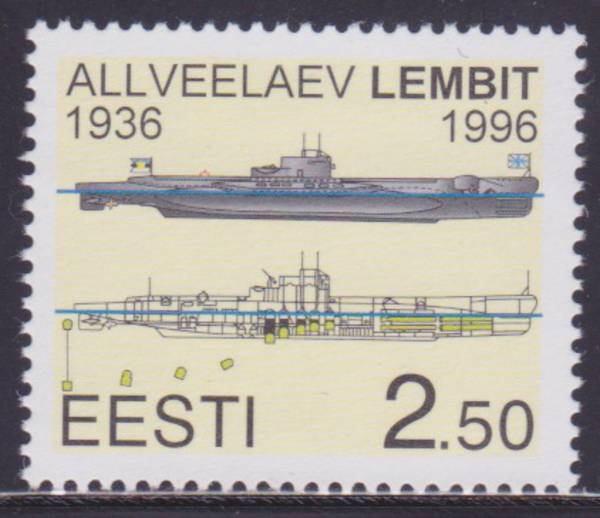 ALLVEELAEV LEMBIT
1936 1996
EESTI 2.50